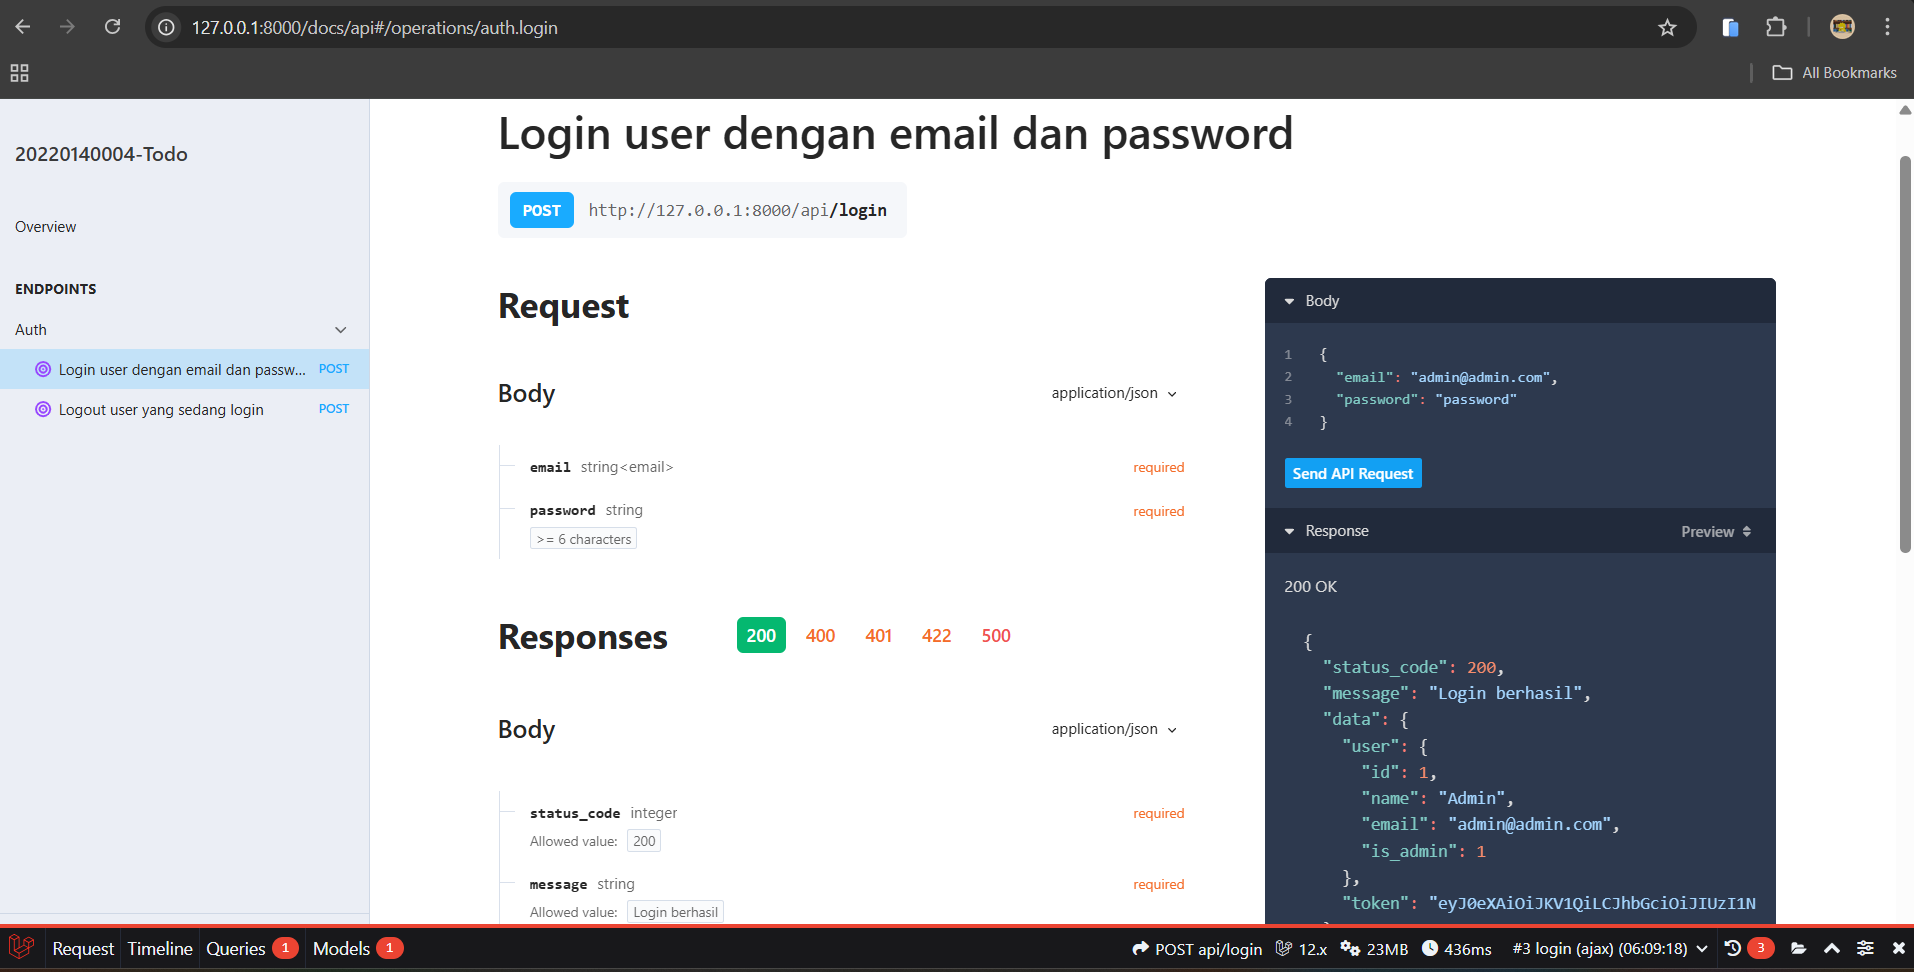 127.0.0.1:8000/docs/api#/operations/auth.login
All Bookmarks
20220140004-Todo
Overview
ENDPOINTS
Auth
Login user dengan email dan passw... POST
Logout user yang sedang login POST
Login user dengan email dan password
POST http://127.0.0.1:8000/api/login
Request
Body application/json
email string<email> required
password string required
>= 6 characters
Responses 200 400 401 422 500
Body application/json
status_code integer required
Allowed value: 200
message string required
Allowed value: Login berhasil
Body
1 {
2 "email": "admin@admin.com",
3 "password": "password"
4 }
Send API Request
Response Preview
200 OK
{
"status_code": 200,
"message": "Login berhasil",
"data": {
"user": {
"id": 1,
"name": "Admin",
"email": "admin@admin.com",
"is_admin": 1
},
"token": "eyJ0eXAiOiJKV1QiLCJhbGciOiJIUzI1N
Request Timeline Queries 1 Models 1 POST api/login 12.x 23MB 436ms #3 login (ajax) (06:09:18) 3